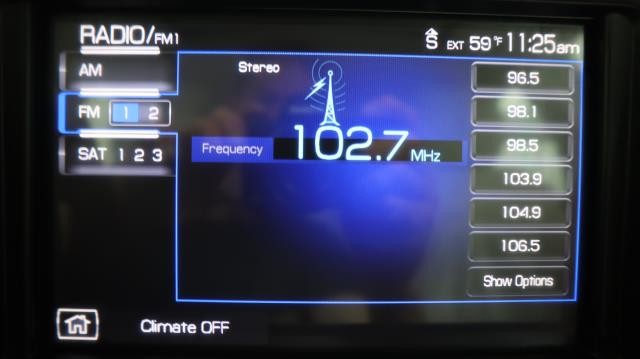 RADIO/FM1
S EXT 59°F 11:25am
AM
FM 1 2
SAT 1 2 3
Stereo
Frequency 102.7 MHz
96.5
98.1
98.5
103.9
104.9
106.5
Show Options
Climate OFF